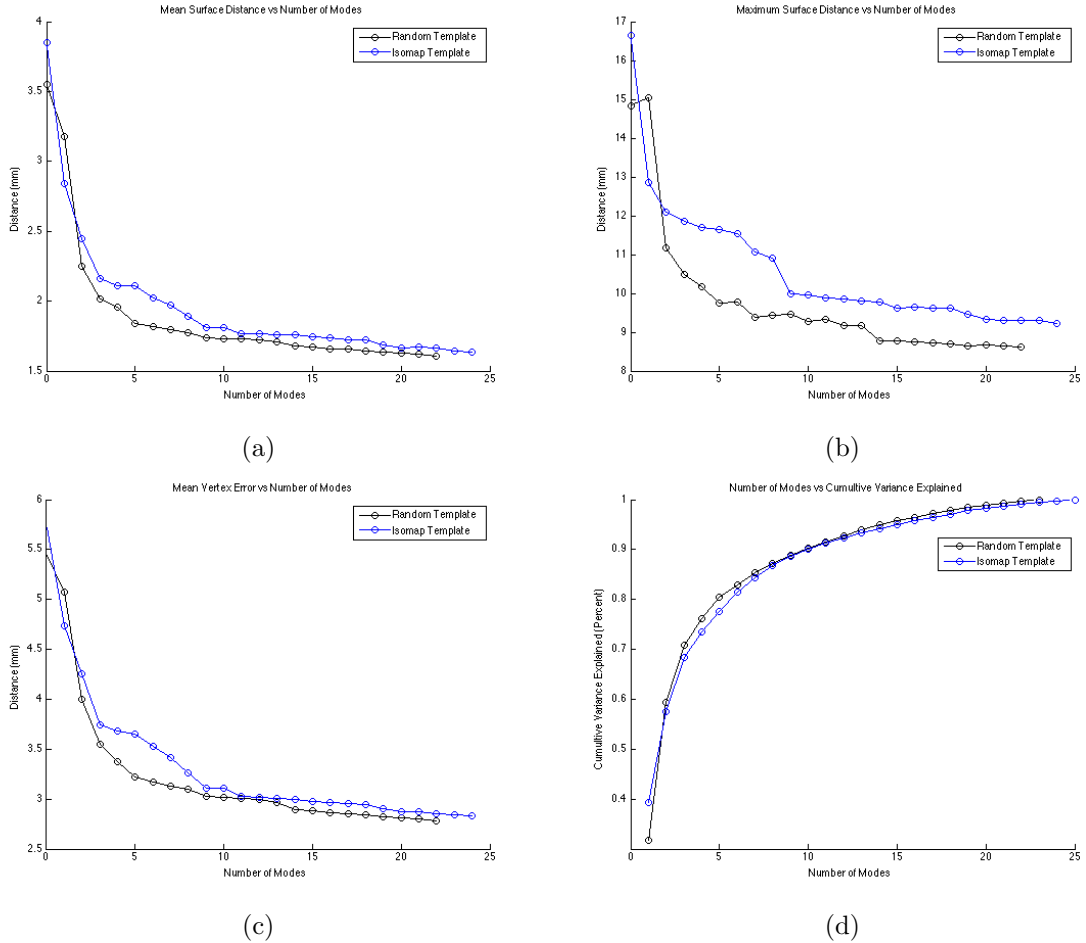 Mean Surface Distance vs Number of Modes
4
3.5
3
2.5
2
1.5
Distance (mm)
0 5 10 15 20 25
Number of Modes
Random Template
Isomap Template
(a)
Maximum Surface Distance vs Number of Modes
17
16
15
14
13
12
11
10
9
8
Distance (mm)
0 5 10 15 20 25
Number of Modes
Random Template
Isomap Template
(b)
Mean Vertex Error vs Number of Modes
6
5.5
5
4.5
4
3.5
3
2.5
Distance (mm)
0 5 10 15 20 25
Number of Modes
Random Template
Isomap Template
(c)
Number of Modes vs Cumultive Variance Explained
1
0.9
0.8
0.7
0.6
0.5
0.4
Cumultive Variance Explained (Percent)
0 5 10 15 20 25
Number of Modes
Random Template
Isomap Template
(d)